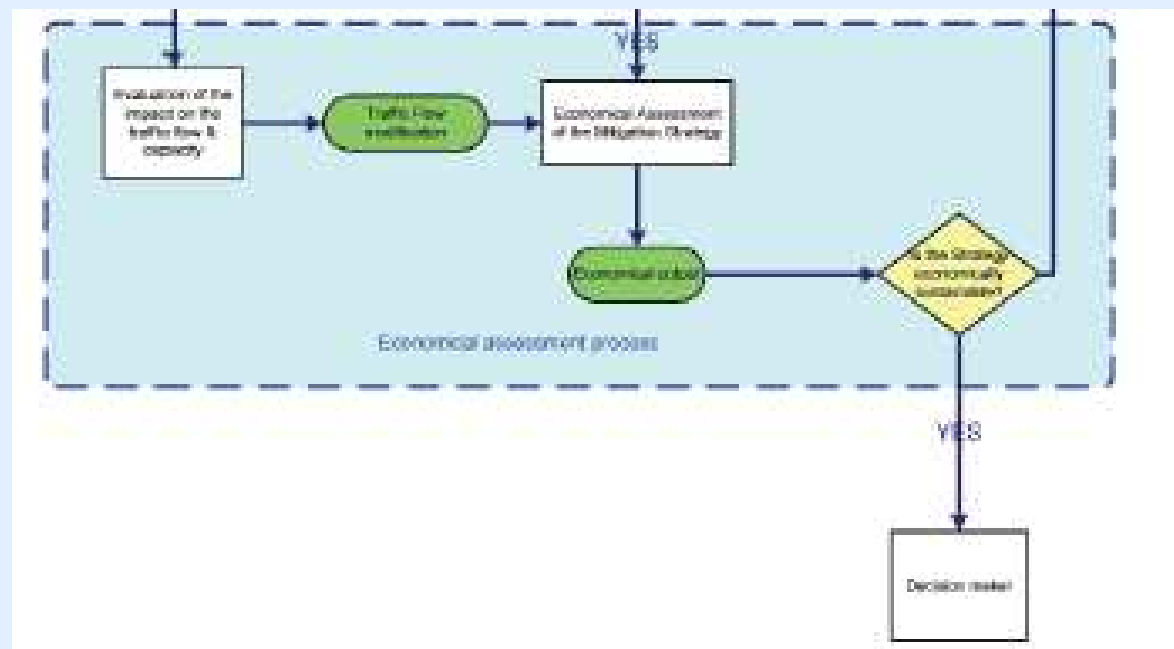 YES
Evaluation of the
impact on the
traffic flow &
capacity
Traffic Flow
modification
Economical Assessment
of the Mitigation Strategy
Economical output
Is the Strategy
economically
sustainable?
Economical assessment process
YES
Decision maker